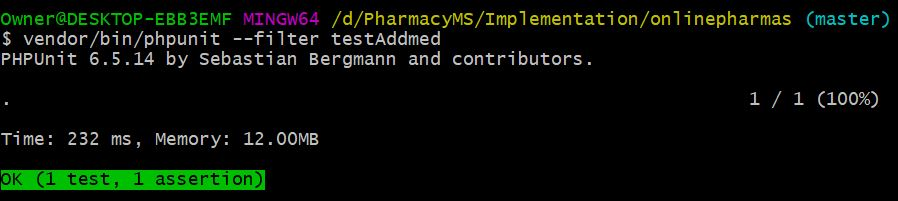 Owner@DESKTOP-EBB3EMF MINGW64 /d/PharmacyMS/Implementation/onlinepharmas (master)
$ vendor/bin/phpunit --filter testAddmed
PHPUnit 6.5.14 by Sebastian Bergmann and contributors.
. 1 / 1 (100%)
Time: 232 ms, Memory: 12.00MB
OK (1 test, 1 assertion)